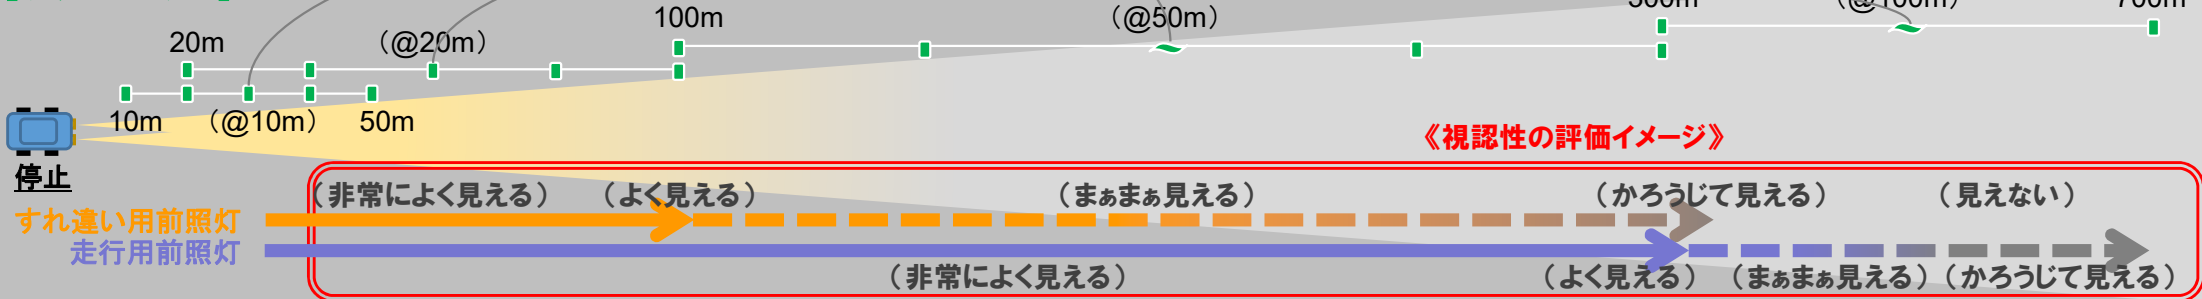 100m
(@50m)
500m
(@100m)
700m
20m
(@20m)
10m
(@10m)
50m
《視認性の評価イメージ》
停止
(非常によく見える)
(よく見える)
(まぁまぁ見える)
(かろうじて見える)
(見えない)
すれ違い用前照灯
走行用前照灯
(非常によく見える)
(よく見える)
(まぁまぁ見える)
(かろうじて見える)